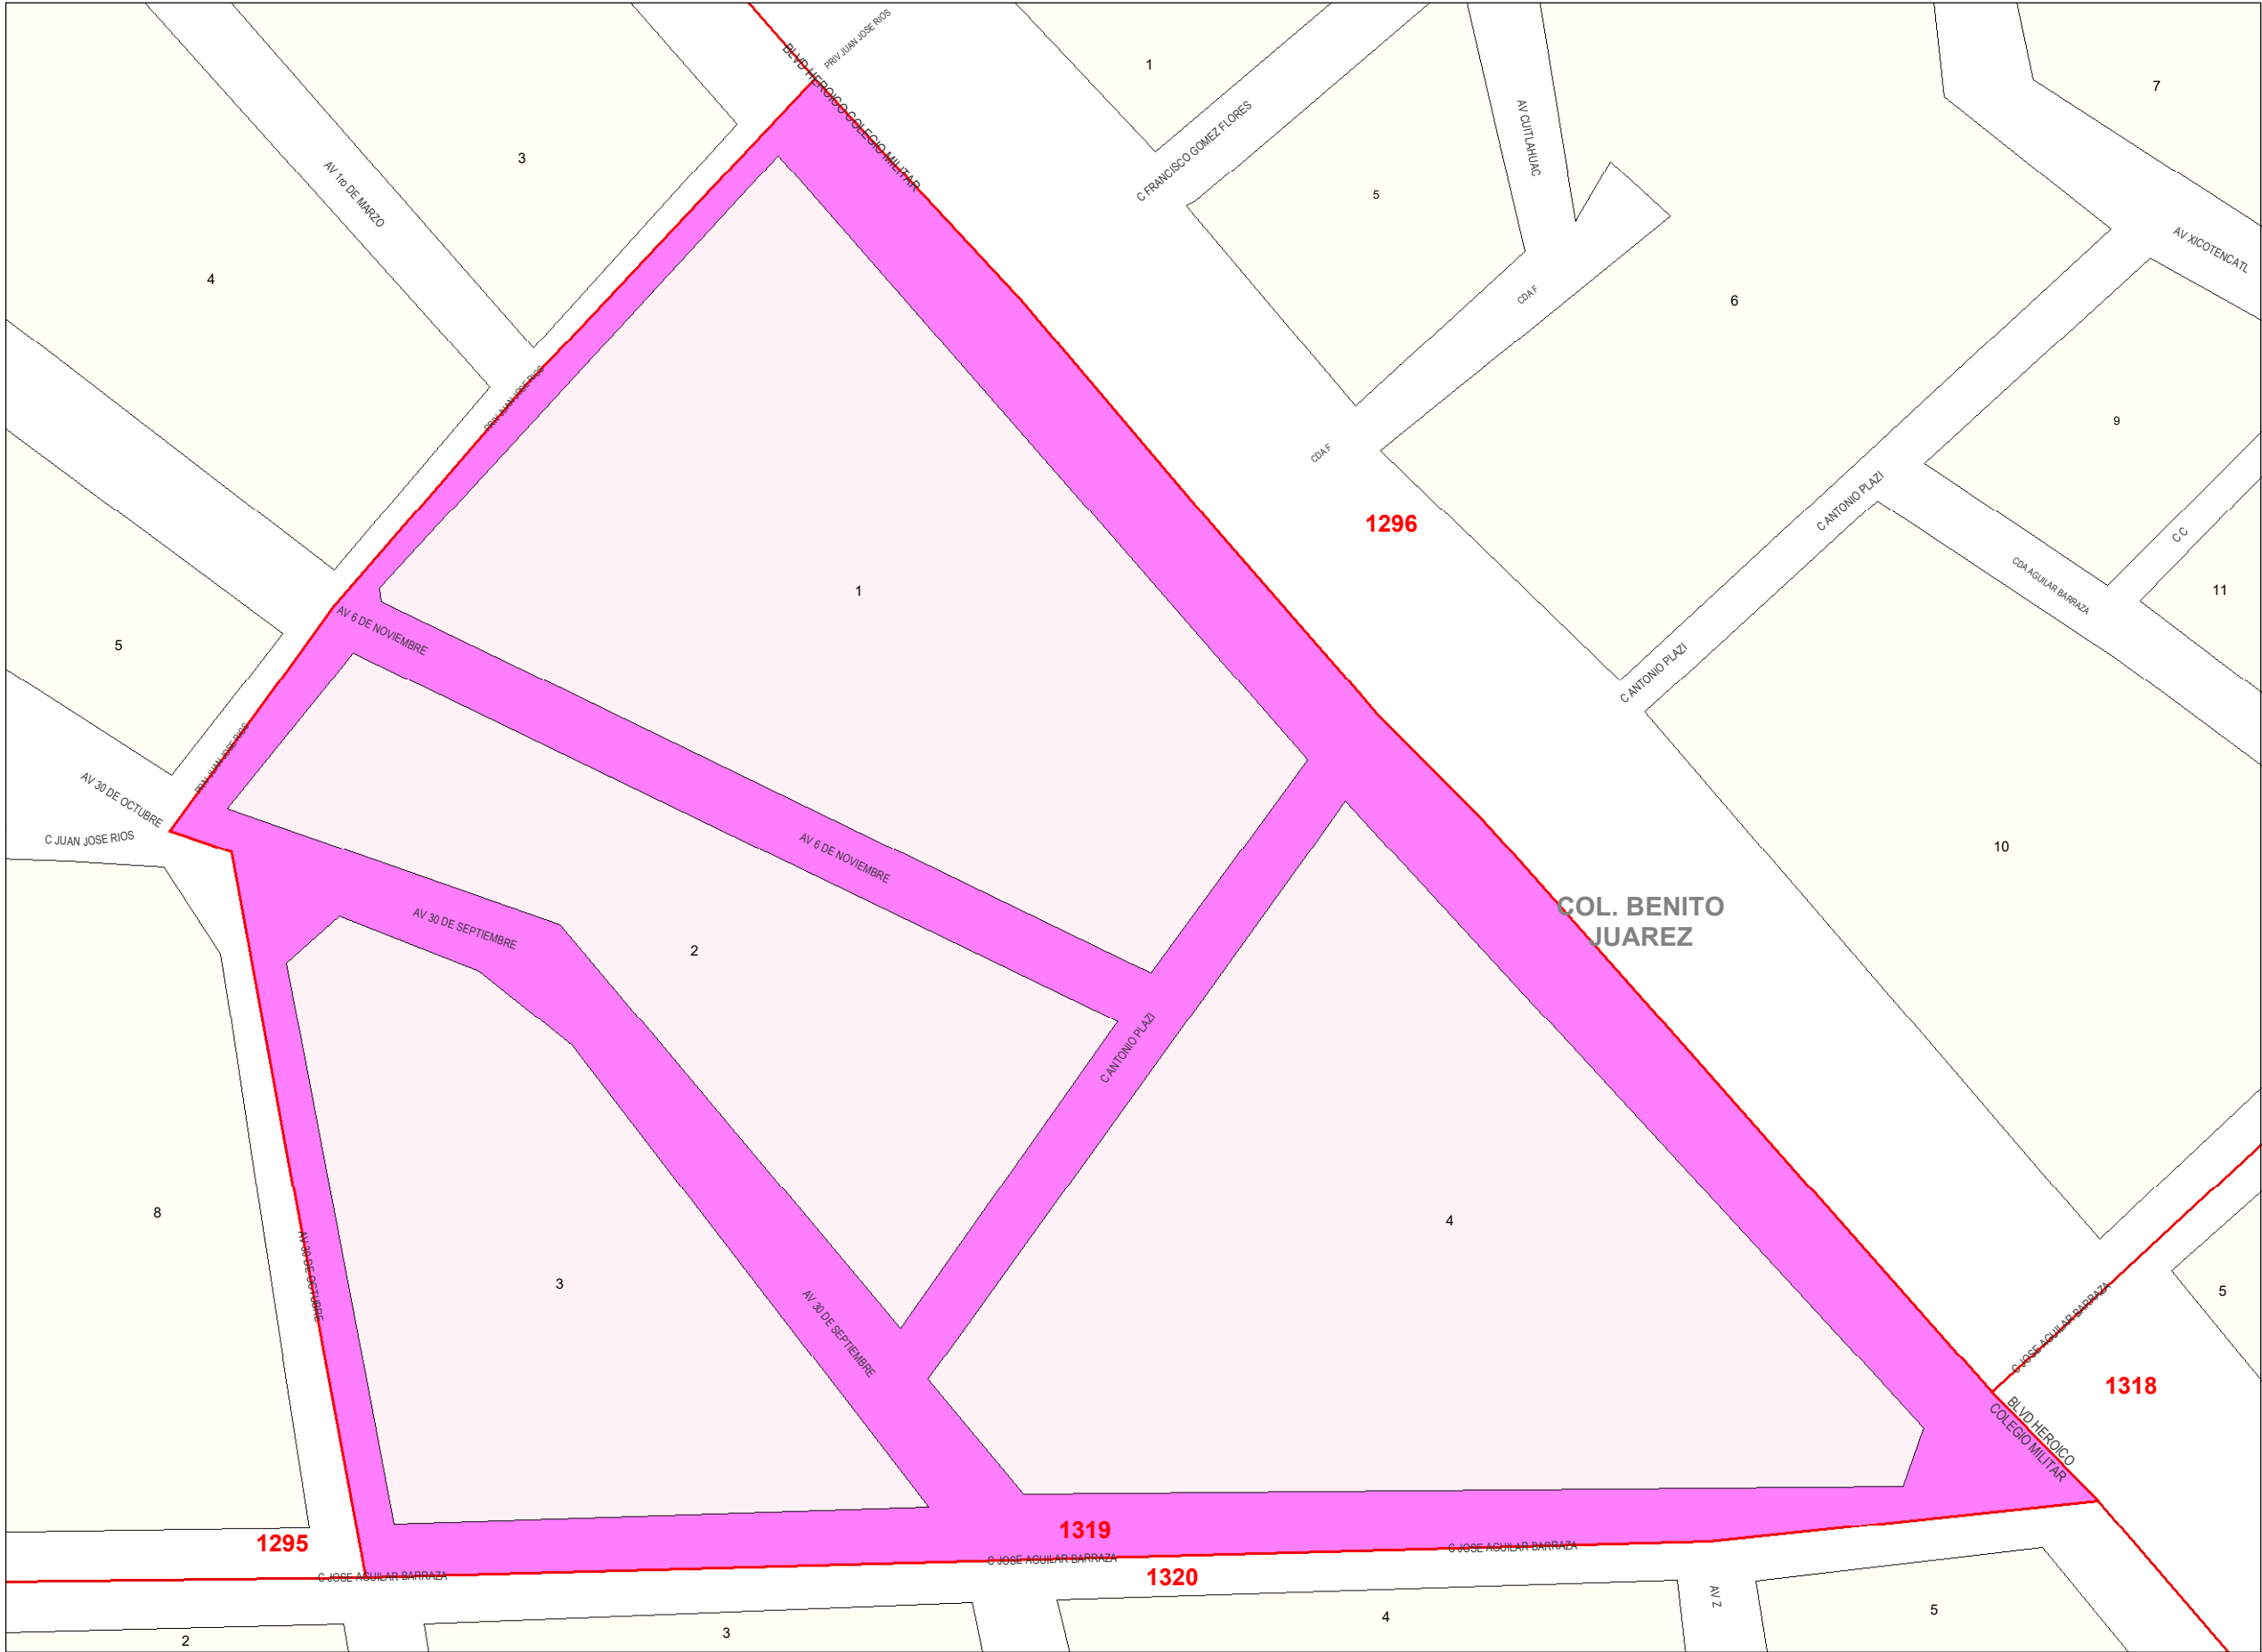 PRIV JUAN JOSE RIOS
BLVD HEROICO COLEGIO MILITAR
1
7
3
AV 1ro DE MARZO
C FRANCISCO GOMEZ FLORES
AV CUITLAHUAC
5
AV XICOTENCATL
4
CDA F
6
PRIV JUAN JOSE RIOS
9
CDA F
C ANTONIO PLAZI
1296
C C
CDA AGUILAR BARRAZA
11
1
AV 6 DE NOVIEMBRE
5
C ANTONIO PLAZI
PRIV JUAN JOSE RIOS
AV 30 DE OCTUBRE
C JUAN JOSE RIOS
AV 6 DE NOVIEMBRE
10
COL. BENITO
JUAREZ
AV 30 DE SEPTIEMBRE
2
C ANTONIO PLAZI
8
4
AV 30 DE OCTUBRE
3
AV 30 DE SEPTIEMBRE
5
C JOSE AGUILAR BARRAZA
1318
BLVD HEROICO
COLEGIO MILITAR
1295
1319
C JOSE AGUILAR BARRAZA
C JOSE AGUILAR BARRAZA
C JOSE AGUILAR BARRAZA
1320
AV Z
2
3
4
5